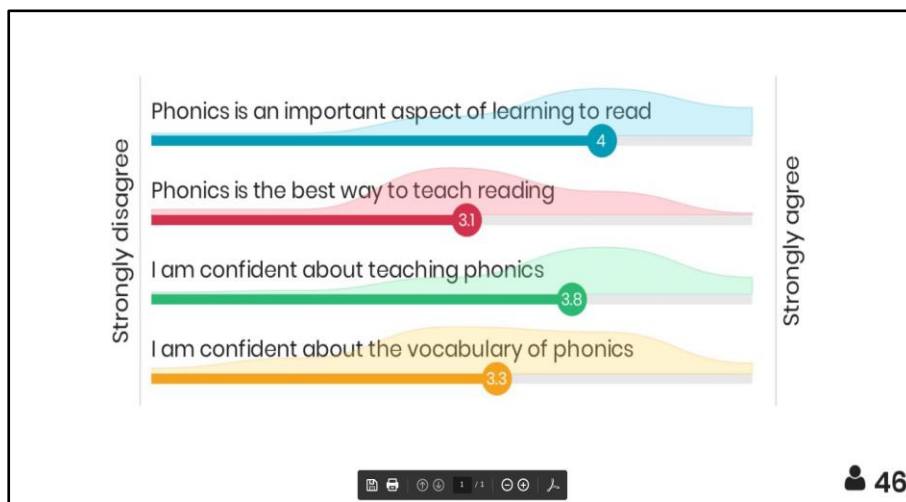 Strongly disagree
Phonics is an important aspect of learning to read
4
Phonics is the best way to teach reading
3.1
I am confident about teaching phonics
3.8
I am confident about the vocabulary of phonics
3.3
Strongly agree
1 / 1
46